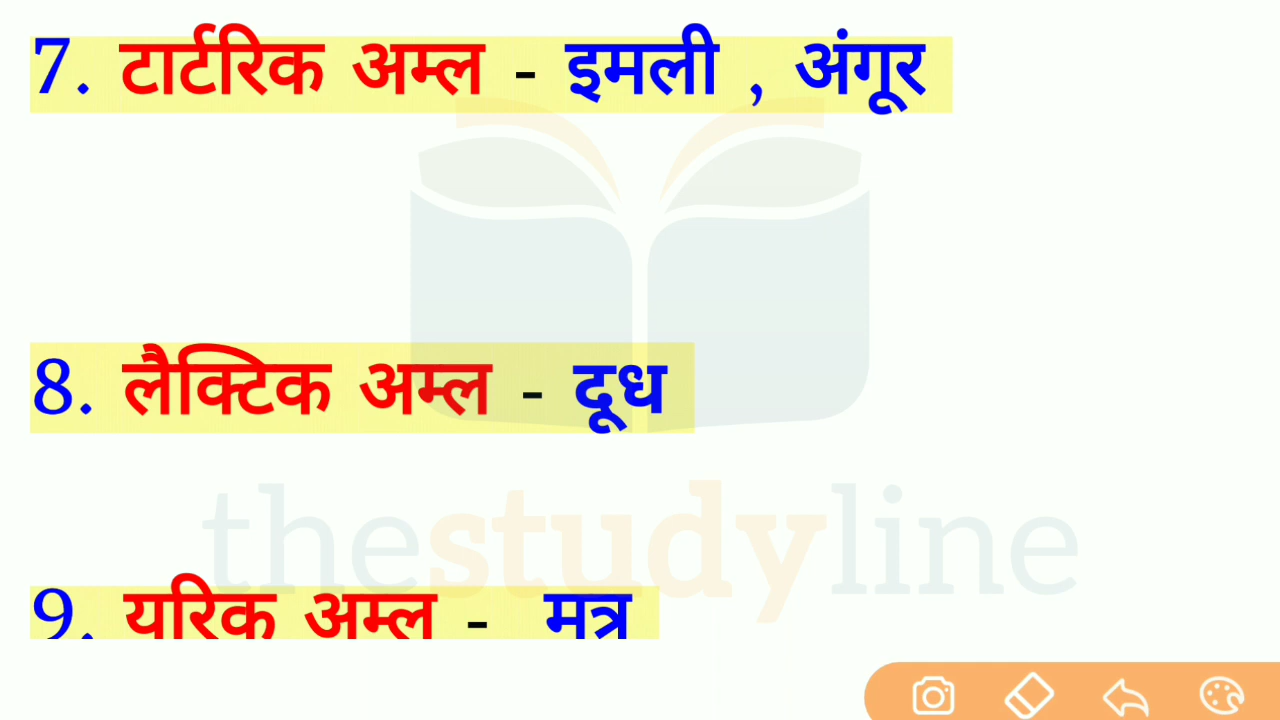 7. टार्टरिक अम्ल - इमली , अंगूर
8. लैक्टिक अम्ल - दूध
thestudyline
9. यूरिक अम्ल - मूत्र